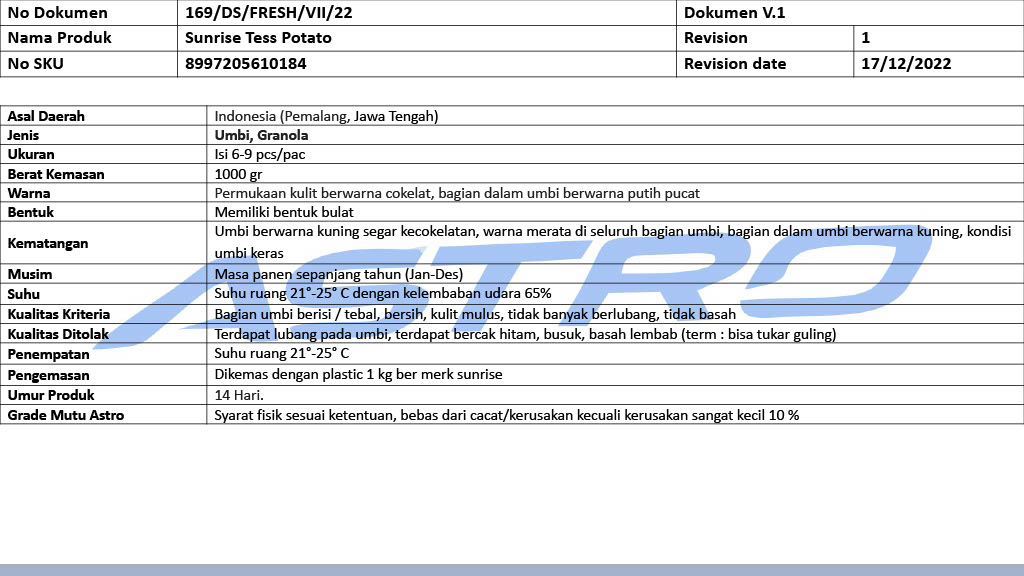 No Dokumen 169/DS/FRESH/VII/22 Dokumen V.1
Nama Produk Sunrise Tess Potato Revision 1
No SKU 8997205610184 Revision date 17/12/2022
Asal Daerah Indonesia (Pemalang, Jawa Tengah)
Jenis Umbi, Granola
Ukuran Isi 6-9 pcs/pac
Berat Kemasan 1000 gr
Warna Permukaan kulit berwarna cokelat, bagian dalam umbi berwarna putih pucat
Bentuk Memiliki bentuk bulat
Kematangan Umbi berwarna kuning segar kecokelatan, warna merata di seluruh bagian umbi, bagian dalam umbi berwarna kuning, kondisi
umbi keras
Musim Masa panen sepanjang tahun (Jan-Des)
Suhu Suhu ruang 21°-25° C dengan kelembaban udara 65%
Kualitas Kriteria Bagian umbi berisi / tebal, bersih, kulit mulus, tidak banyak berlubang, tidak basah
Kualitas Ditolak Terdapat lubang pada umbi, terdapat bercak hitam, busuk, basah lembab (term : bisa tukar guling)
Penempatan Suhu ruang 21°-25° C
Pengemasan Dikemas dengan plastic 1 kg ber merk sunrise
Umur Produk 14 Hari.
Grade Mutu Astro Syarat fisik sesuai ketentuan, bebas dari cacat/kerusakan kecuali kerusakan sangat kecil 10 %
ASTRO